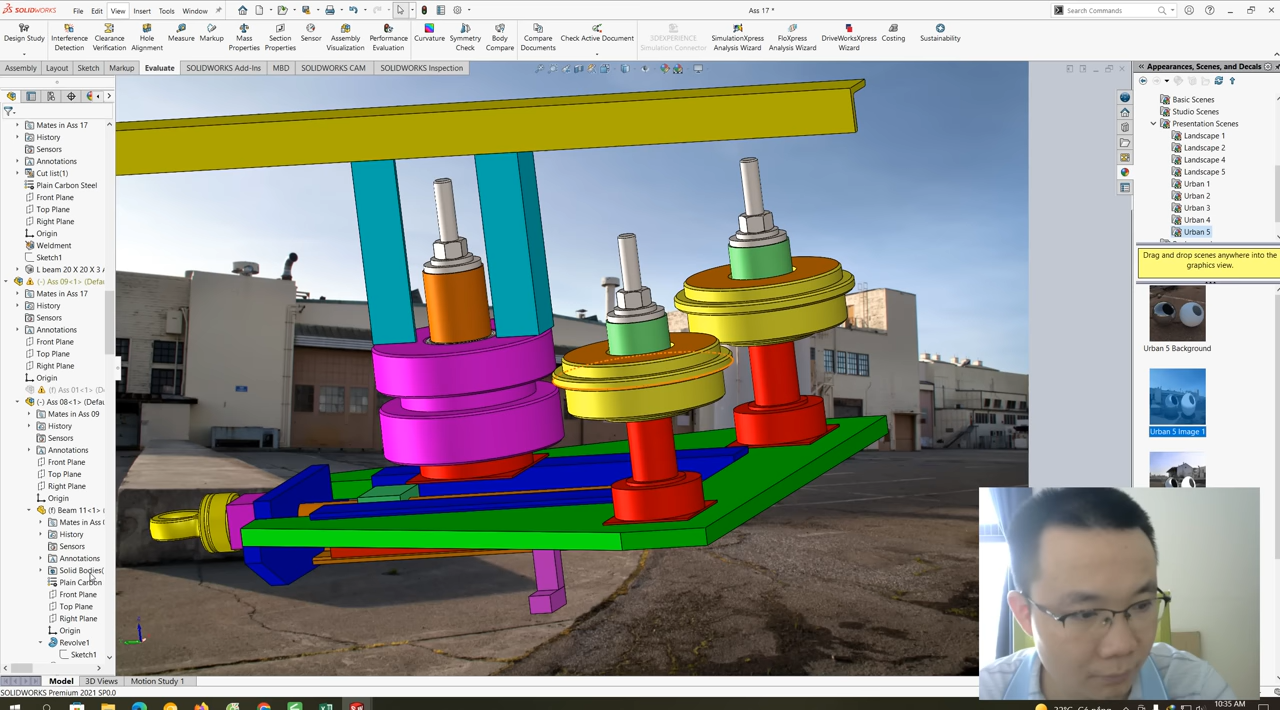 SOLIDWORKS
File
Edit
View
Insert
Tools
Window
Ass 17 *
Search Commands
Design Study
Interference Detection
Clearance Verification
Hole Alignment
Measure
Markup
Mass Properties
Section Properties
Sensor
Assembly Visualization
Performance Evaluation
Curvature
Symmetry Check
Body Compare
Compare Documents
Check Active Document
3DEXPERIENCE Simulation Connector
SimulationXpress Analysis Wizard
FloXpress Analysis Wizard
DriveWorksXpress Wizard
Costing
Sustainability
Assembly
Layout
Sketch
Markup
Evaluate
SOLIDWORKS Add-Ins
MBD
SOLIDWORKS CAM
SOLIDWORKS Inspection
Mates in Ass 17
History
Sensors
Annotations
Cut list(1)
Plain Carbon Steel
Front Plane
Top Plane
Right Plane
Origin
Weldment
Sketch1
L beam 20 X 20 X 3
(-) Ass 09<1> (Defau
Mates in Ass 17
History
Sensors
Annotations
Front Plane
Top Plane
Right Plane
Origin
(f) Ass 01<1> (D
(-) Ass 08<1> (Defau
Mates in Ass 09
History
Sensors
Annotations
Front Plane
Top Plane
Right Plane
Origin
(f) Beam 11<1>
Mates in Ass
History
Sensors
Annotations
Solid Bodies(
Plain Carbon
Front Plane
Top Plane
Right Plane
Origin
Revolve1
Sketch1
Model
3D Views
Motion Study 1
SOLIDWORKS Premium 2021 SP0.0
Appearances, Scenes, and Decals
Basic Scenes
Studio Scenes
Presentation Scenes
Landscape 1
Landscape 2
Landscape 4
Landscape 5
Urban 1
Urban 2
Urban 3
Urban 4
Urban 5
Drag and drop scenes anywhere into the
graphics view.
Urban 5 Background
Urban 5 Image 1
10:35 AM